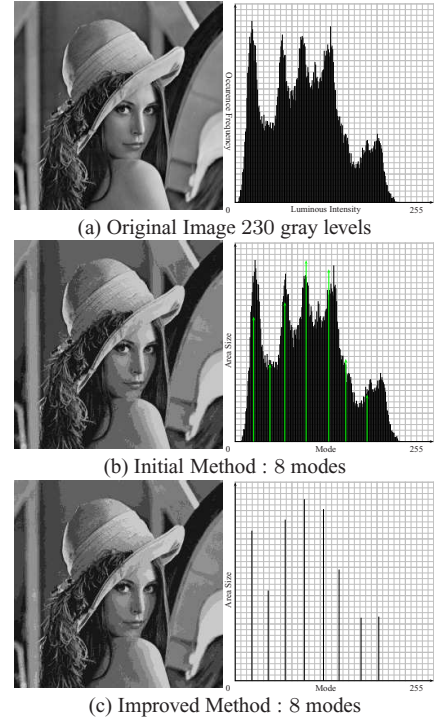 Occurence Frequency
0 Luminous Intensity 255
(a) Original Image 230 gray levels
Area Size
0 Mode 255
(b) Initial Method : 8 modes
Area Size
0 Mode 255
(c) Improved Method : 8 modes